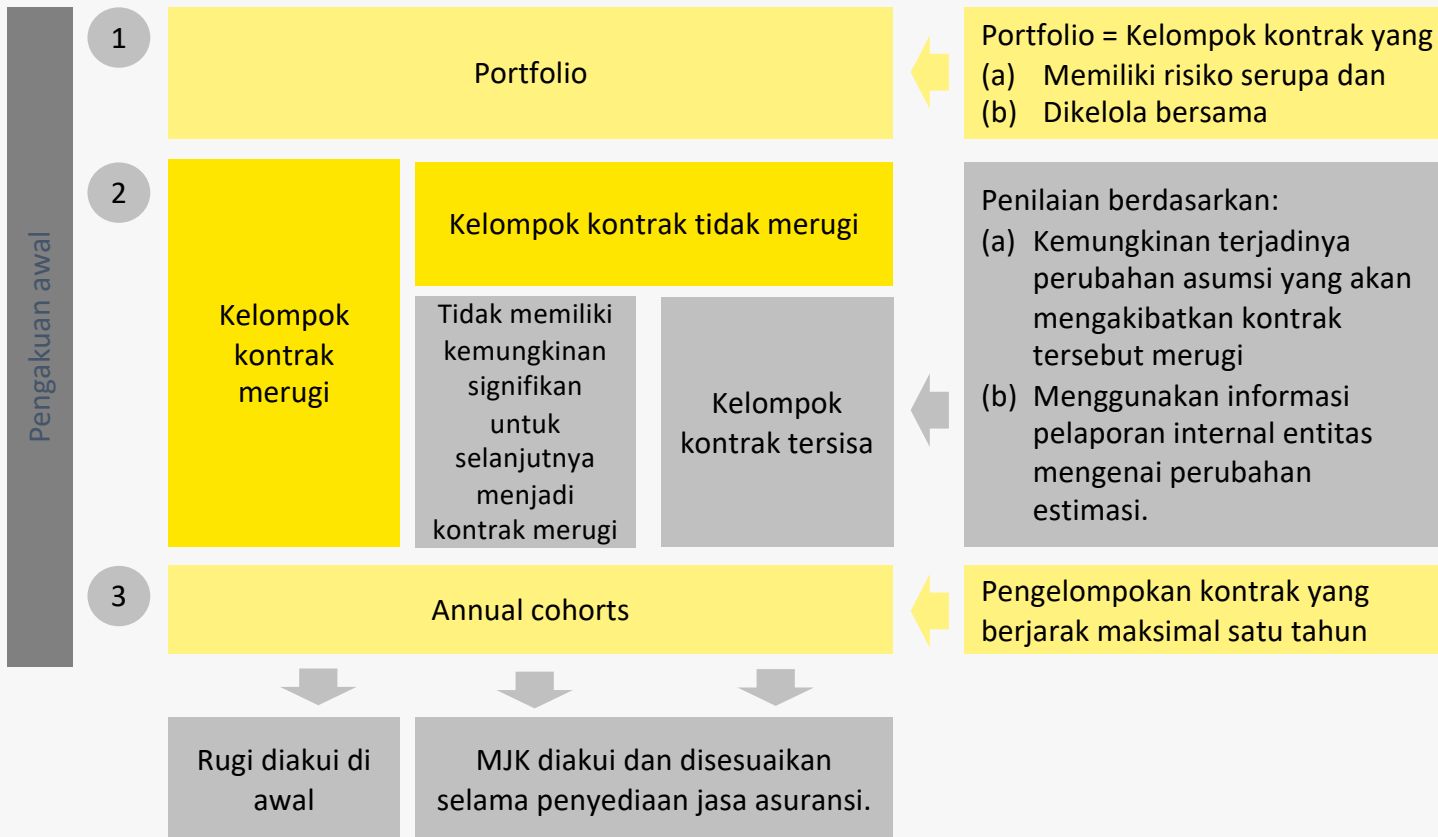 Pengakuan awal
1
Portfolio
Portfolio = Kelompok kontrak yang
(a) Memiliki risiko serupa dan
(b) Dikelola bersama
2
Kelompok
kontrak
merugi
Kelompok kontrak tidak merugi
Tidak memiliki
kemungkinan
signifikan
untuk
selanjutnya
menjadi
kontrak merugi
Kelompok
kontrak tersisa
Penilaian berdasarkan:
(a) Kemungkinan terjadinya
perubahan asumsi yang akan
mengakibatkan kontrak
tersebut merugi
(b) Menggunakan informasi
pelaporan internal entitas
mengenai perubahan
estimasi.
3
Annual cohorts
Pengelompokan kontrak yang
berjarak maksimal satu tahun
Rugi diakui di
awal
MJK diakui dan disesuaikan
selama penyediaan jasa asuransi.